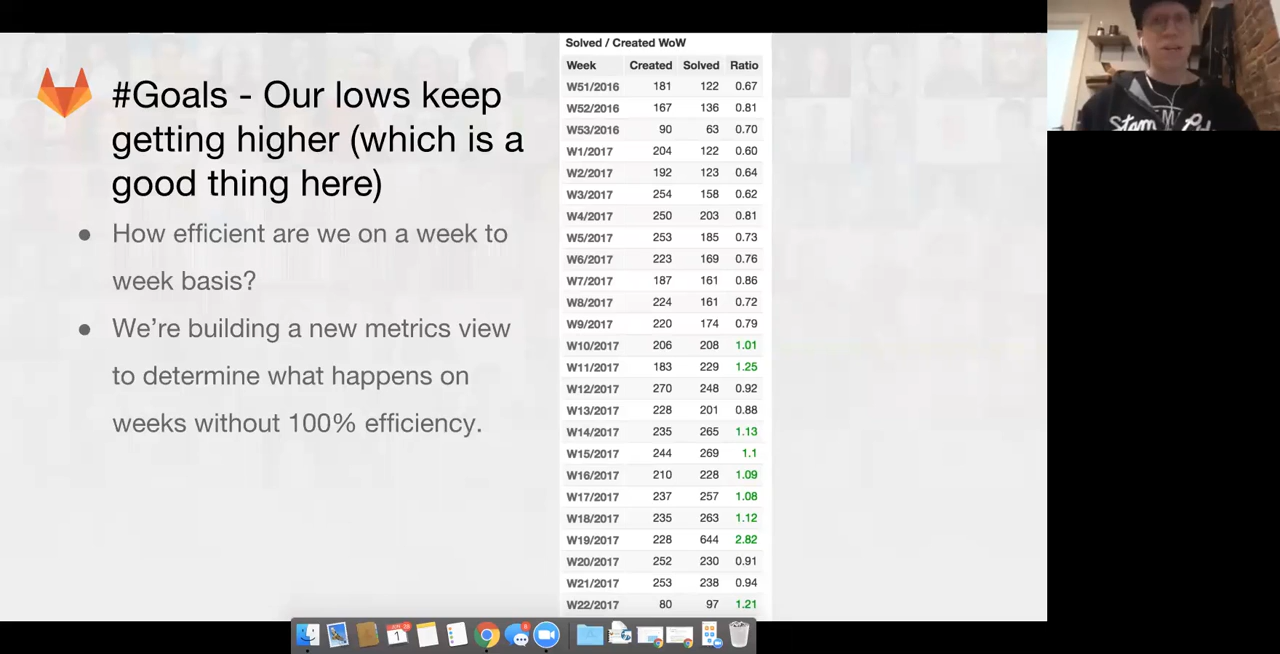 #Goals - Our lows keep
getting higher (which is a
good thing here)
● How efficient are we on a week to
week basis?
● We're building a new metrics view
to determine what happens on
weeks without 100% efficiency.
Solved / Created WoW
Week Created Solved Ratio
W51/2016 181 122 0.67
W52/2016 167 136 0.81
W53/2016 90 63 0.70
W1/2017 204 122 0.60
W2/2017 192 123 0.64
W3/2017 254 158 0.62
W4/2017 250 203 0.81
W5/2017 253 185 0.73
W6/2017 223 169 0.76
W7/2017 187 161 0.86
W8/2017 224 161 0.72
W9/2017 220 174 0.79
W10/2017 206 208 1.01
W11/2017 183 229 1.25
W12/2017 270 248 0.92
W13/2017 228 201 0.88
W14/2017 235 265 1.13
W15/2017 244 269 1.1
W16/2017 210 228 1.09
W17/2017 237 257 1.08
W18/2017 235 263 1.12
W19/2017 228 644 2.82
W20/2017 252 230 0.91
W21/2017 253 238 0.94
W22/2017 80 97 1.21
1